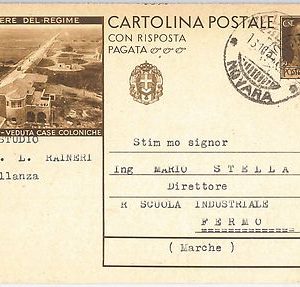 ERE DEL REGIME
CARTOLINA POSTALE
CON RISPOSTA
PAGATA
NOVARA
- VEDUTA CASE COLONICHE
STUDIO
. L. RAINERI
llanza
Stim mo signor
Ing MARIO STELLA
Direttore
R SCUOLA INDUSTRIALE
FERMO
(Marche)